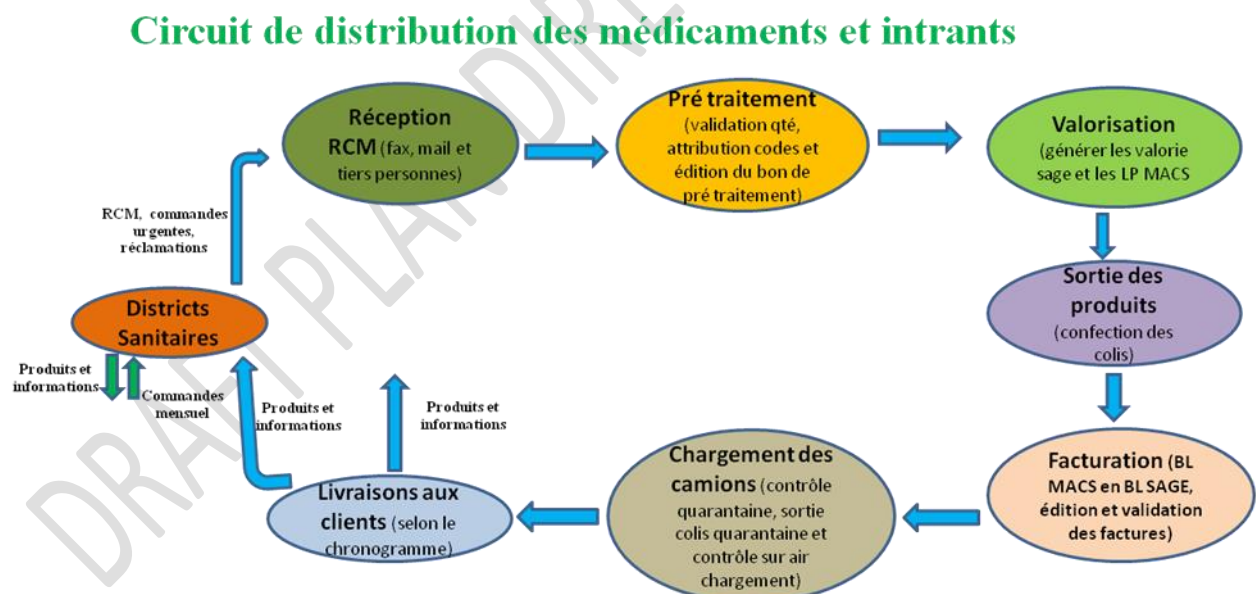 Circuit de distribution des médicaments et intrants
Réception
RCM (fax, mail et
tiers personnes)
Pré traitement
(validation qté,
attribution codes et
édition du bon de
pré traitement)
Valorisation
(générer les valorie
sage et les LP MACS
RCM, commandes
urgentes,
réclamations
Districts
Sanitaires
Sortie des
produits
(confection des
colis)
Produits et
informations
Commandes
mensuel
Produits et
informations
Produits et
informations
Livraisons aux
clients (selon le
chronogramme)
Chargement des
camions (contrôle
quarantaine, sortie
colis quarantaine et
contrôle sur air
chargement)
Facturation (BL
MACS en BL SAGE,
édition et validation
des factures)
DRAFT PLAN DIRE